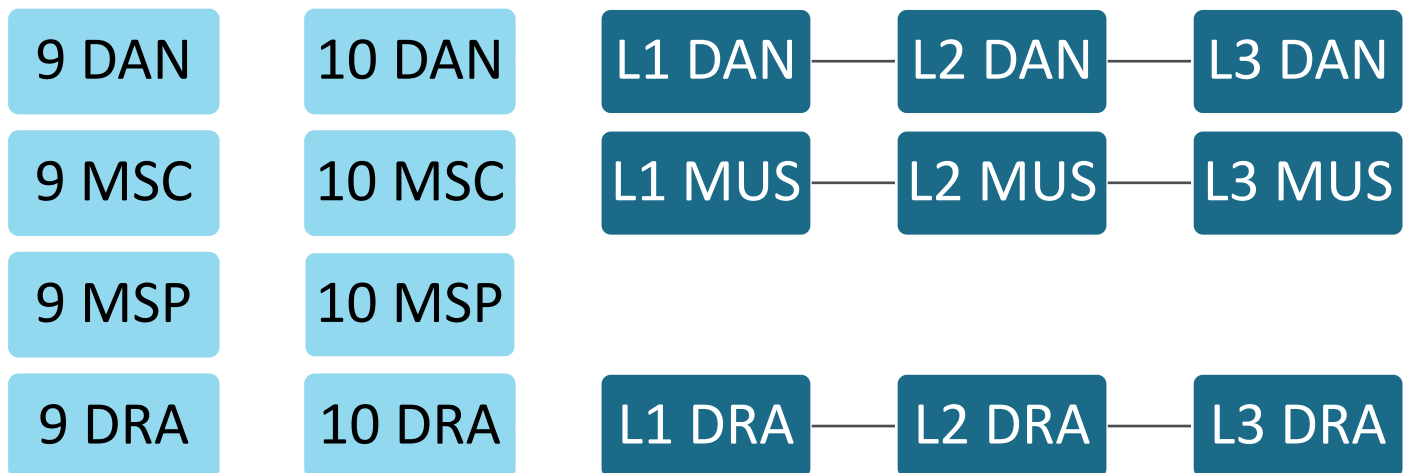 9 DAN 10 DAN L1 DAN L2 DAN L3 DAN
9 MSC 10 MSC L1 MUS L2 MUS L3 MUS
9 MSP 10 MSP
9 DRA 10 DRA L1 DRA L2 DRA L3 DRA